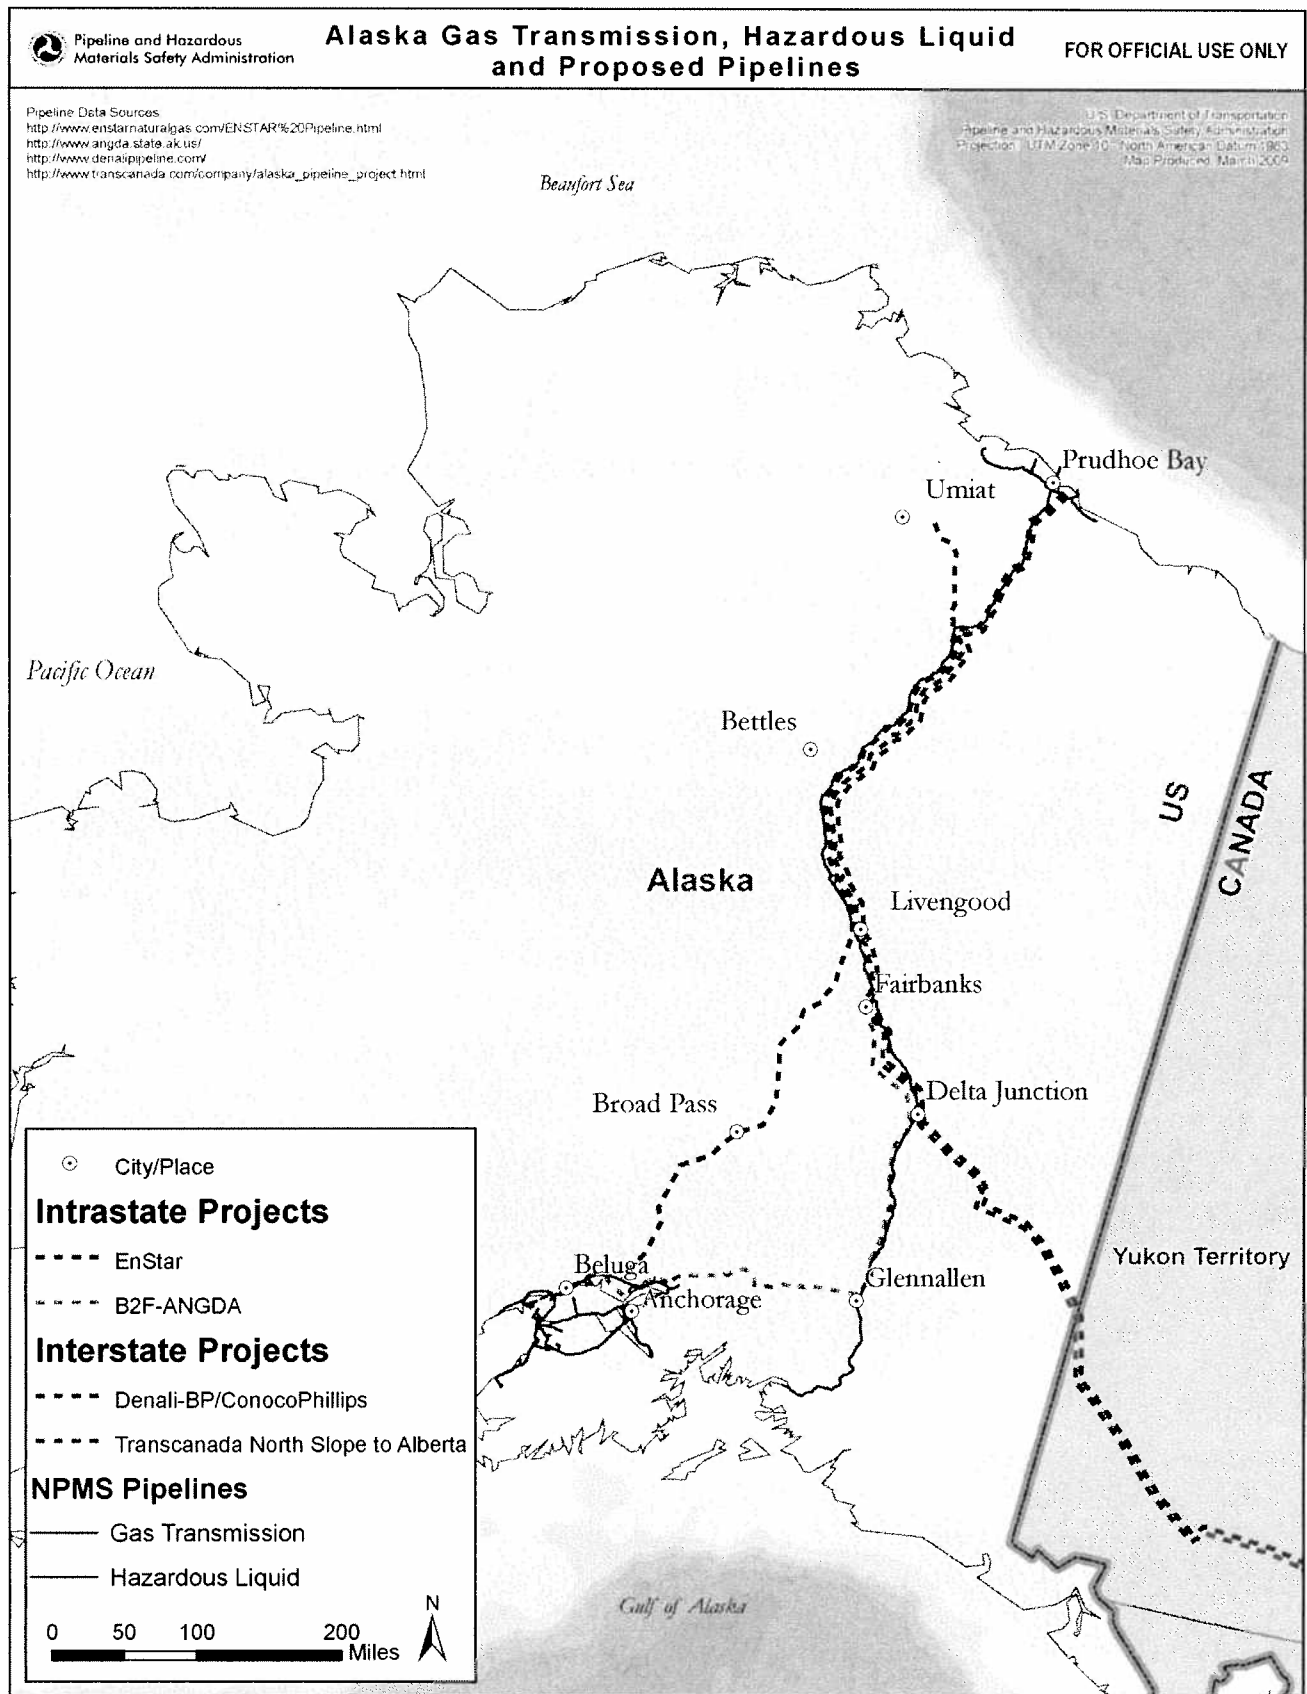 Pipeline and Hazardous
Materials Safety Administration
Alaska Gas Transmission, Hazardous Liquid
and Proposed Pipelines
FOR OFFICIAL USE ONLY
Pipeline Data Sources
http://www.enstarnaturalgas.com/ENSTAR%20Pipeline.html
http://www.angda.state.ak.us/
http://www.denalipipeline.com/
http://www.transcanada.com/company/alaska_pipeline_project.html
U.S. Department of Transportation
Pipeline and Hazardous Materials Safety Administration
Projection: UTM Zone 10 North American Datum 1983
Map Produced: March 2009
Beaufort Sea
Prudhoe Bay
Umiat
Pacific Ocean
Bettles
US
CANADA
Alaska
Livengood
Fairbanks
Delta Junction
Broad Pass
Yukon Territory
Beluga
Glennallen
Anchorage
Gulf of Alaska
City/Place
Intrastate Projects
EnStar
B2F-ANGDA
Interstate Projects
Denali-BP/ConocoPhillips
Transcanada North Slope to Alberta
NPMS Pipelines
Gas Transmission
Hazardous Liquid
N
0 50 100 200
Miles